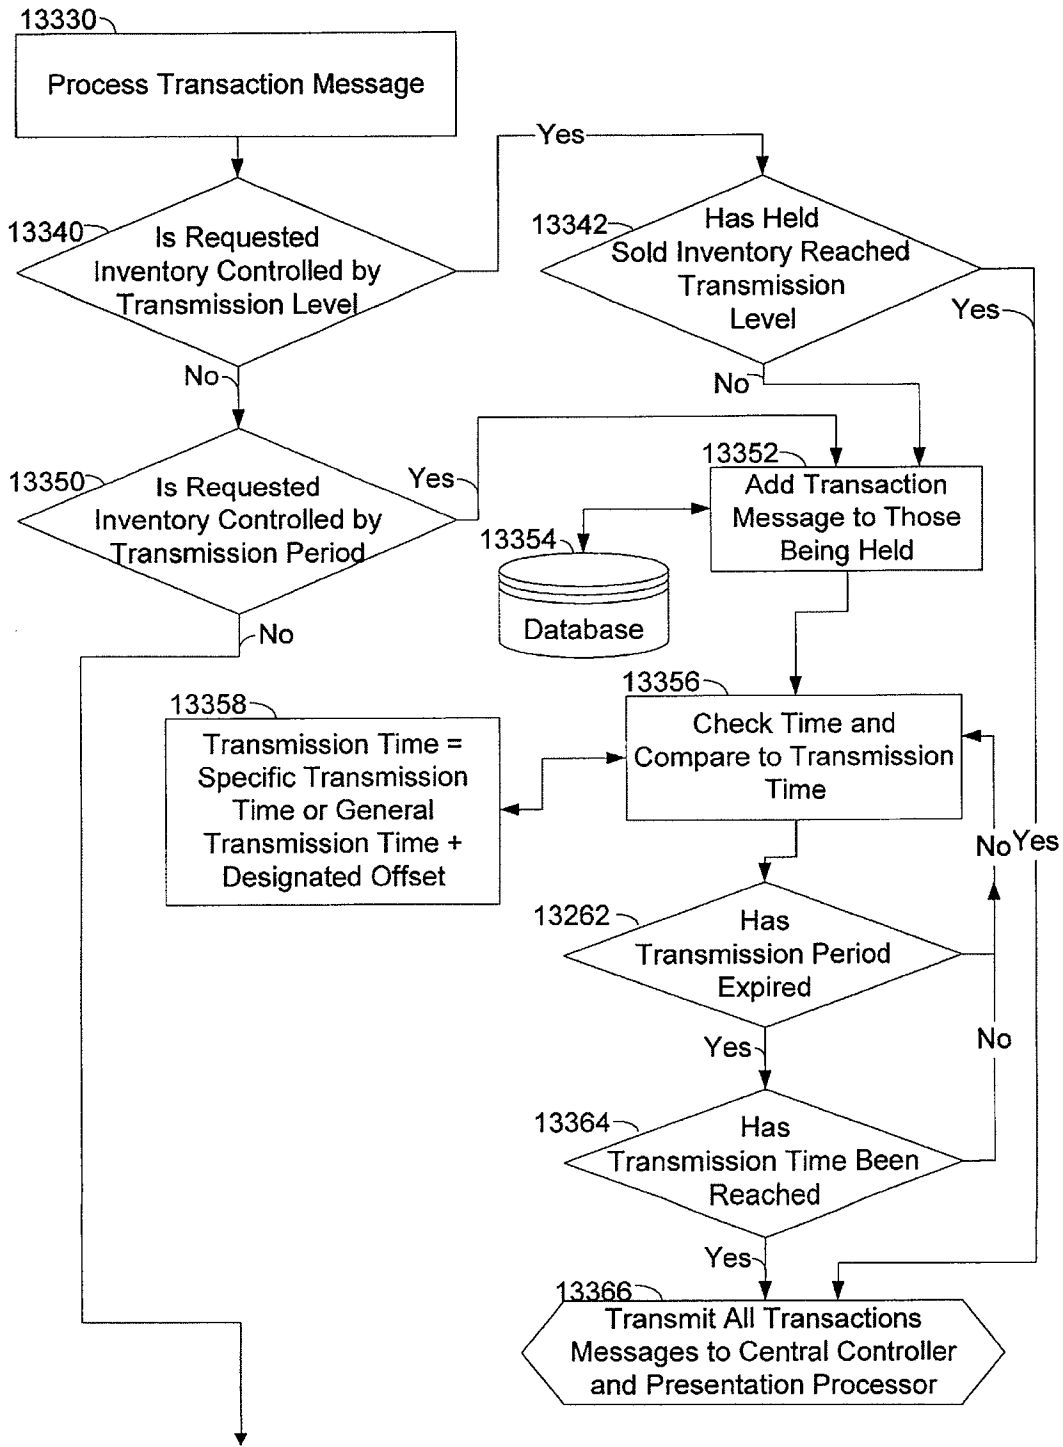 13330
Process Transaction Message
Yes
13340
Is Requested
Inventory Controlled by
Transmission Level
13342
Has Held
Sold Inventory Reached
Transmission
Level
Yes
No
No
13350
Is Requested
Inventory Controlled by
Transmission Period
Yes
13352
Add Transaction
Message to Those
Being Held
13354
Database
No
13356
Check Time and
Compare to Transmission
Time
13358
Transmission Time =
Specific Transmission
Time or General
Transmission Time +
Designated Offset
No
Yes
13262
Has
Transmission Period
Expired
Yes
No
13364
Has
Transmission Time Been
Reached
Yes
13366
Transmit All Transactions
Messages to Central Controller
and Presentation Processor